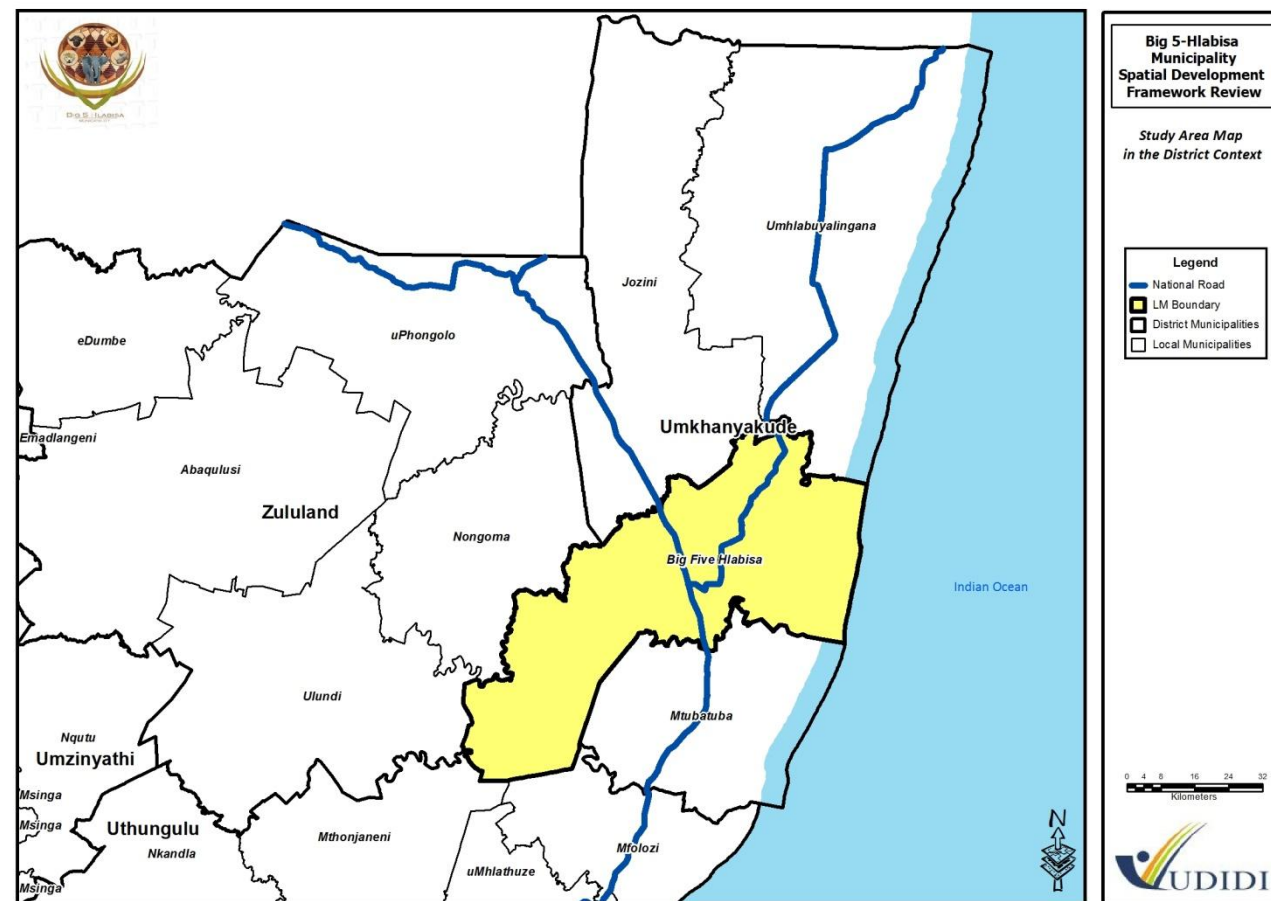 BIG 5 HLABISA
Big 5-Hlabisa
Municipality
Spatial Development
Framework Review
Study Area Map
in the District Context
Legend
National Road
LM Boundary
District Municipalities
Local Municipalities
Umhlabuyalingana
Jozini
uPhongolo
eDumbe
Umkhanyakude
Emadlangeni
Abaqulusi
Zululand
Nongoma
Big Five Hlabisa
Indian Ocean
Ulundi
Mtubatuba
Nqutu
Umzinyathi
Msinga
Msinga
Uthungulu
Nkandla
Mthonjaneni
Mfolozi
uMhlathuze
Msinga
N
0 4 8 16 24 32
Kilometers
UDIDI